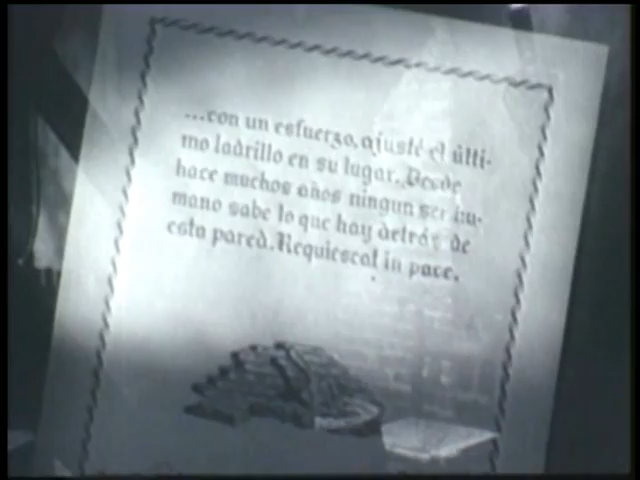 ...con un esfuerzo, ajusté el últi-
mo ladrillo en su lugar. Desde
hace muchos años ningun ser hu-
mano sabe lo que hay detrás de
esta pared. Requiescat in pace.